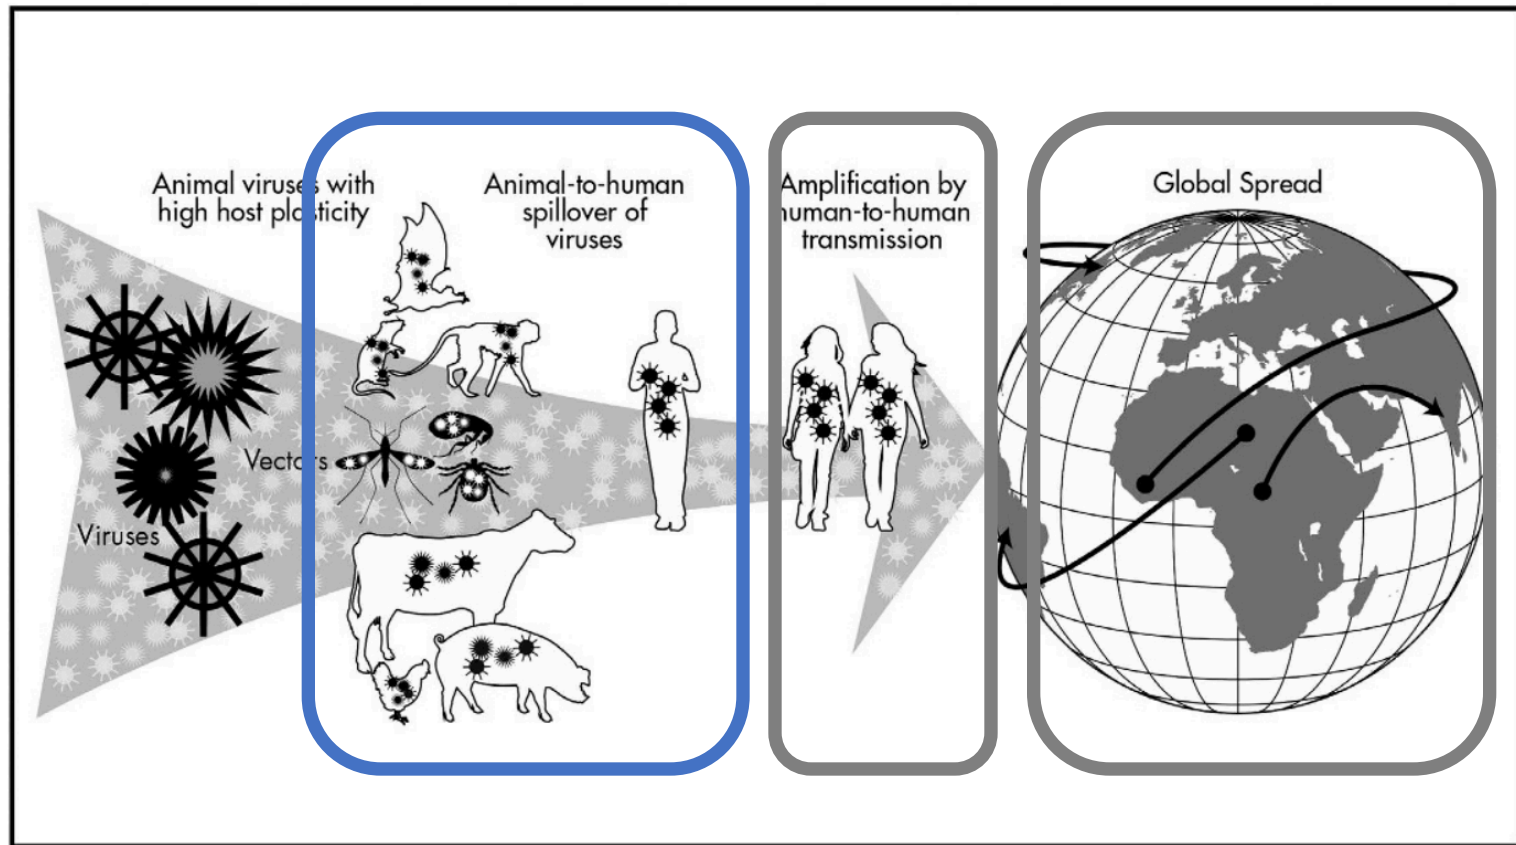 Animal viruses with
high host plasticity
Animal-to-human
spillover of
viruses
Amplification by
human-to-human
transmission
Global Spread
Vectors
Viruses